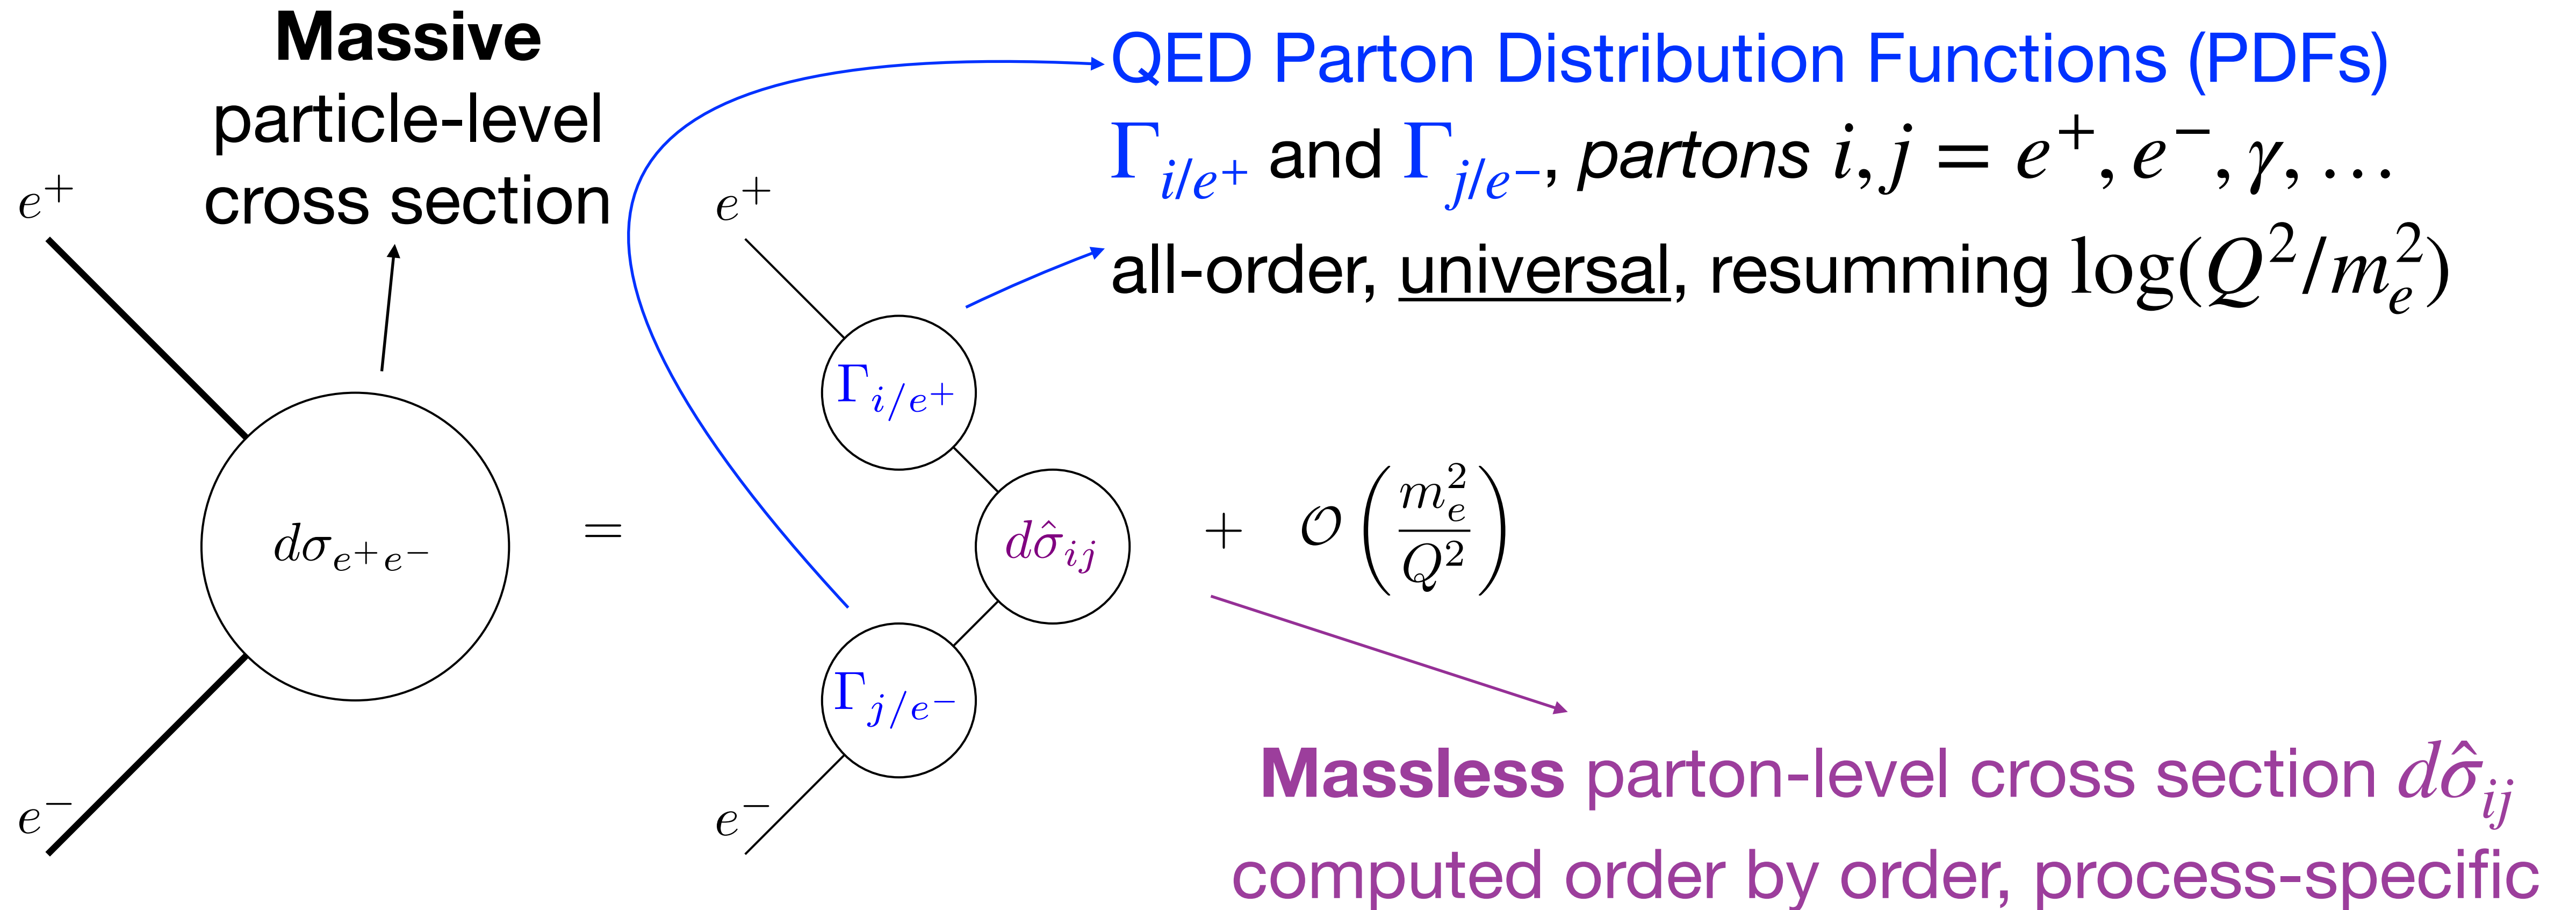 Massive
particle-level
cross section
e⁺
e⁻
dσ_{e⁺e⁻}
=
e⁺
Γ_{i/e⁺}
dσ̂_{ij}
Γ_{j/e⁻}
e⁻
+ 𝒪(m_e²/Q²)
QED Parton Distribution Functions (PDFs)
Γ_{i/e⁺} and Γ_{j/e⁻}, partons i, j = e⁺, e⁻, γ, …
all-order, universal, resumming log(Q²/m_e²)
Massless parton-level cross section dσ̂_{ij}
computed order by order, process-specific